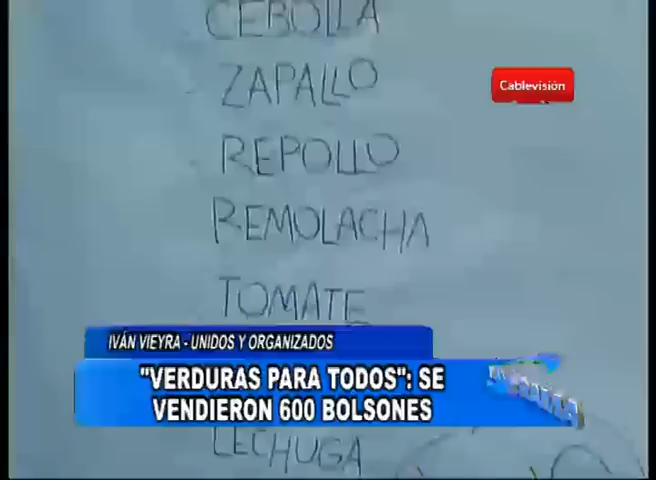 CEBOLLA
ZAPALLO
Cablevisión
REPOLLO
REMOLACHA
TOMATE
IVÁN VIEYRA - UNIDOS Y ORGANIZADOS
"VERDURAS PARA TODOS": SE
VENDIERON 600 BOLSONES
LECHUGA